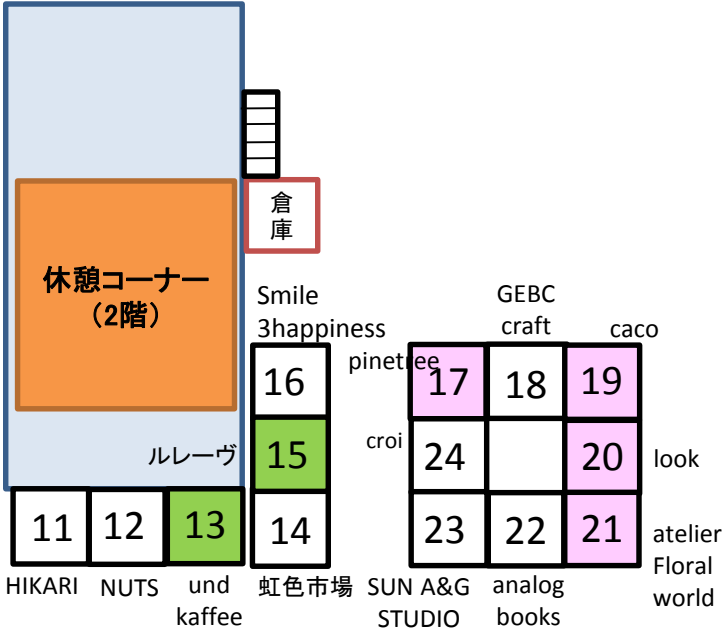 倉
庫
休憩コーナー
(2階)
Smile
3happiness
GEBC
craft
caco
pinetree
16
17
18
19
ルレーヴ
15
croi
24
20
look
11
12
13
14
23
22
21
atelier
Floral
world
HIKARI
NUTS
und
kaffee
虹色市場
SUN A&G
STUDIO
analog
books